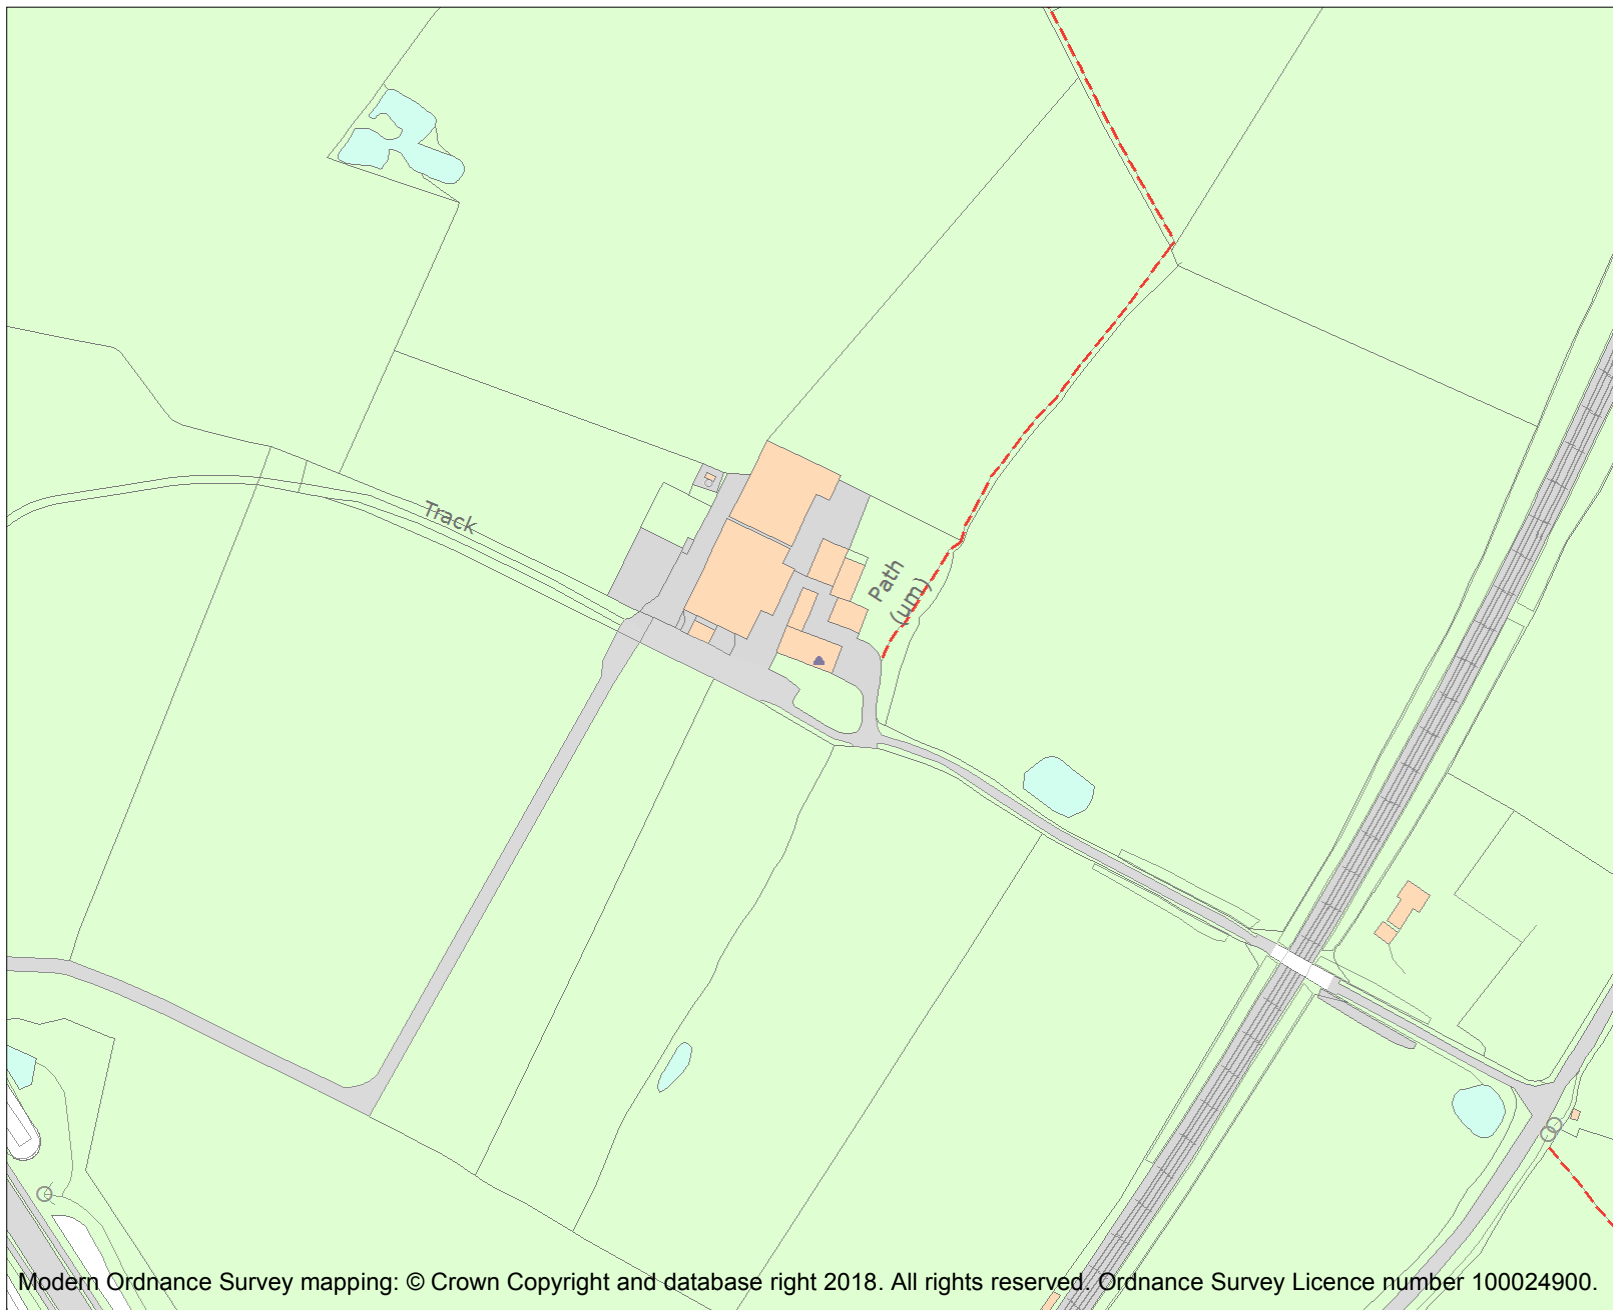 Track
Path
(um)
Modern Ordnance Survey mapping: © Crown Copyright and database right 2018. All rights reserved. Ordnance Survey Licence number 100024900.